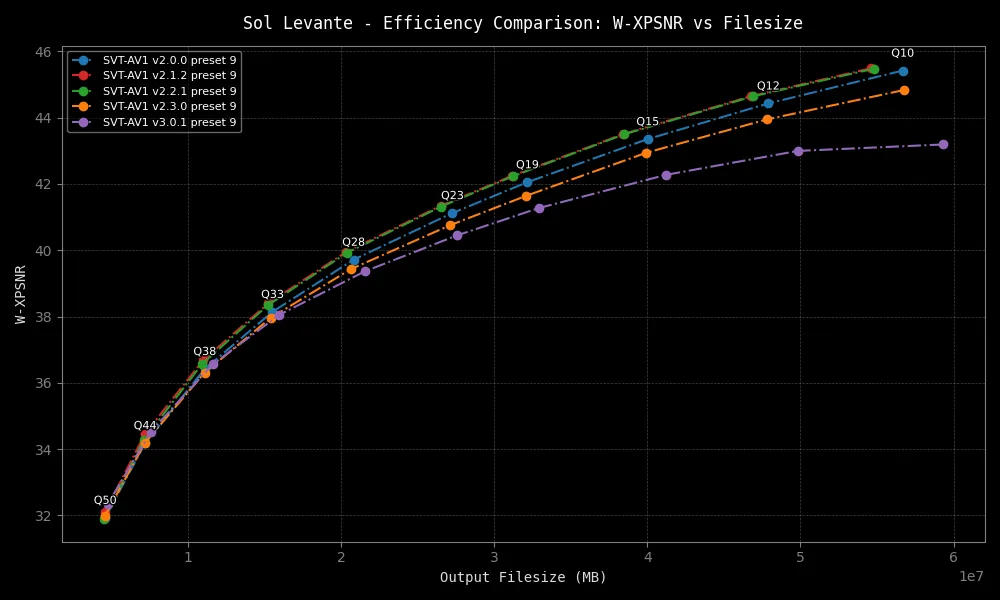 Sol Levante - Efficiency Comparison: W-XPSNR vs Filesize
SVT-AV1 v2.0.0 preset 9
SVT-AV1 v2.1.2 preset 9
SVT-AV1 v2.2.1 preset 9
SVT-AV1 v2.3.0 preset 9
SVT-AV1 v3.0.1 preset 9
46
44
42
40
38
36
34
32
W-XPSNR
Q10
Q12
Q15
Q19
Q23
Q28
Q33
Q38
Q44
Q50
1 2 3 4 5 6
1e7
Output Filesize (MB)